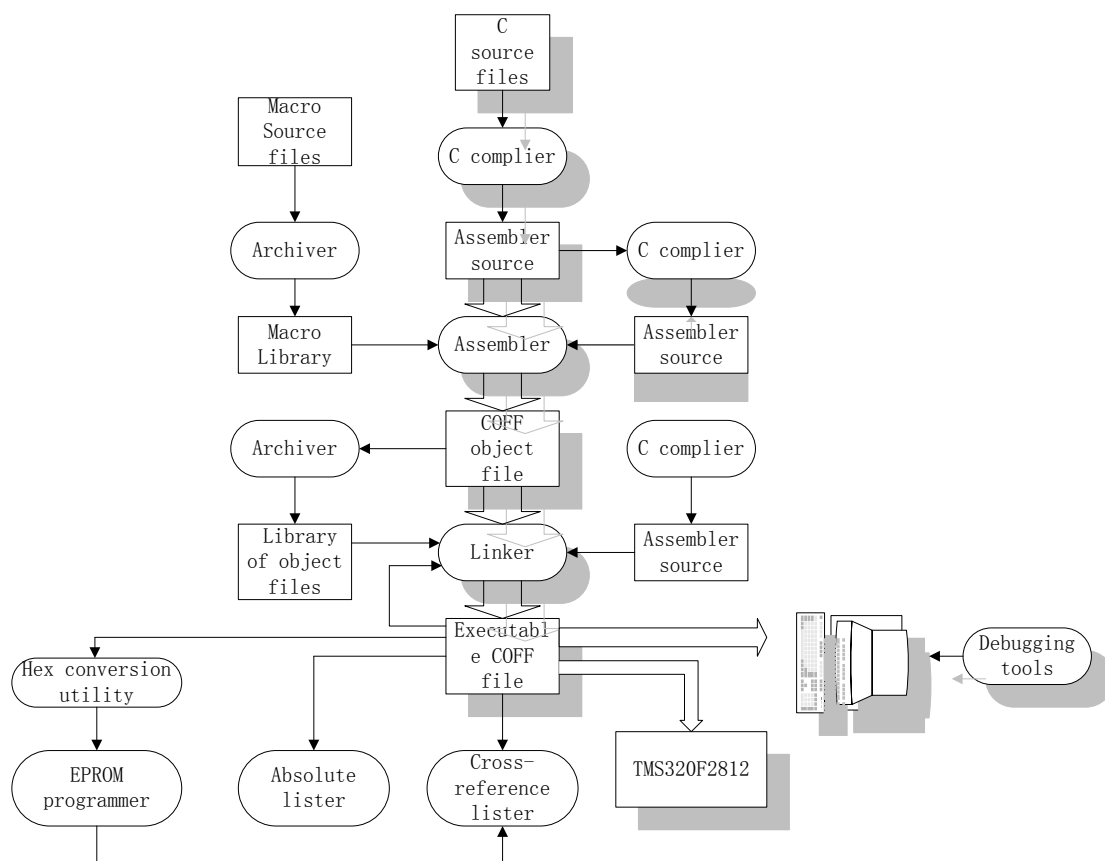 C
source
files
Macro
Source
files
C complier
Archiver
Assembler
source
C complier
Macro
Library
Assembler
Assembler
source
Archiver
COFF
object
file
C complier
Library
of object
files
Linker
Assembler
source
Hex conversion
utility
Executabl
e COFF
file
Debugging
tools
EPROM
programmer
Absolute
lister
Cross-
reference
lister
TMS320F2812